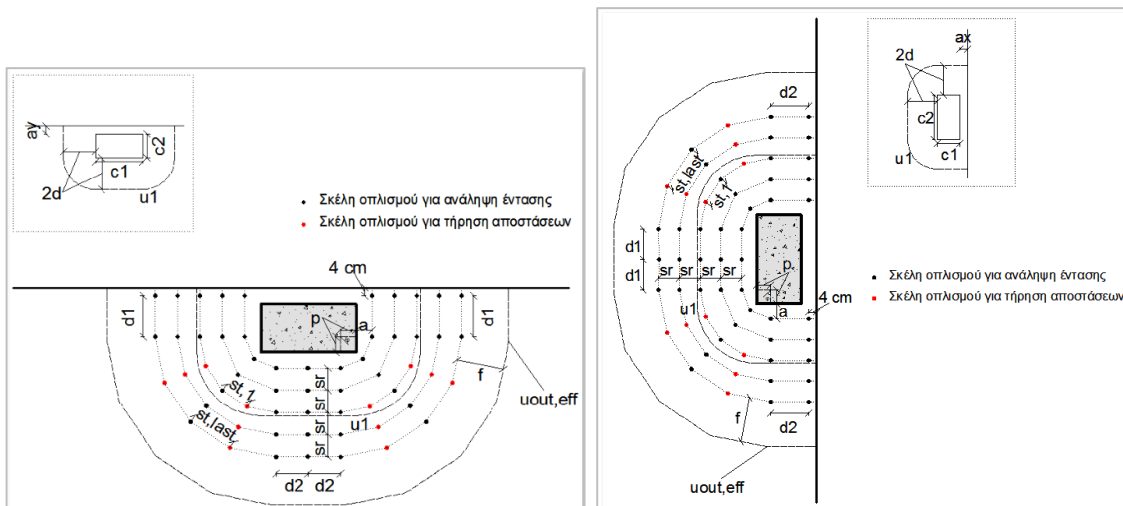 ay
c2
c1
2d
u1
Σκέλη οπλισμού για ανάληψη έντασης
Σκέλη οπλισμού για τήρηση αποστάσεων
4 cm
d1
p
a
d1
f
sr
sr
sr
sr
st,1
u1
uout,eff
st,last
d2
d2
ax
2d
c2
u1
c1
d2
st,last
st,1
d1
d1
sr
sr
sr
sr
p
a
4 cm
u1
Σκέλη οπλισμού για ανάληψη έντασης
Σκέλη οπλισμού για τήρηση αποστάσεων
f
d2
uout,eff